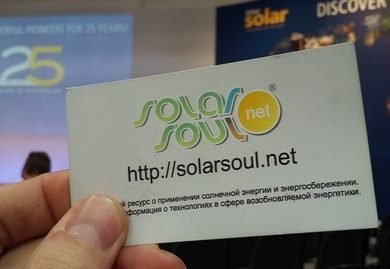 PIONEERS FOR 25 YEARS!
25
solar
DISCOVER
SOLAR
SOUL
net
®
http://solarsoul.net
ресурс о применении солнечной энергии и энергосбережении.
о технологиях в сфере возобновляемой энергетики.